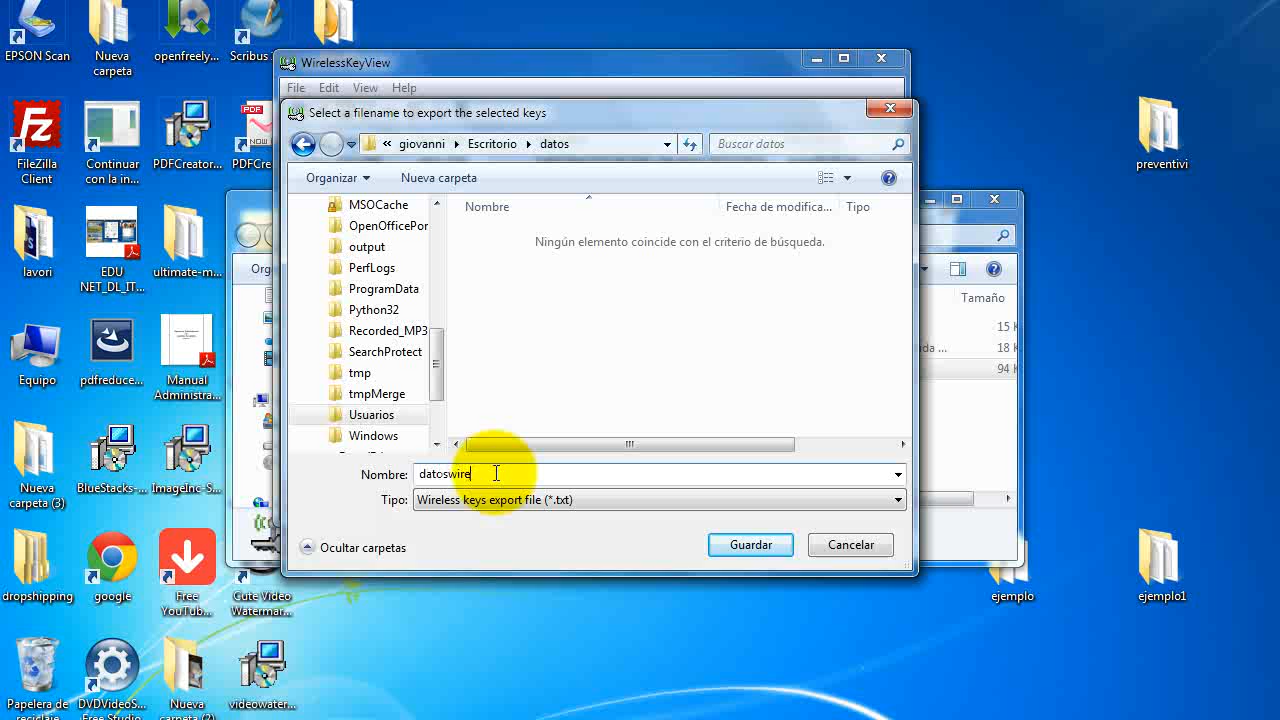 EPSON Scan
Nueva
carpeta
openfreely,...
Scribus
FileZilla
Client
Continuar
con la in...
PDFCreator...
PDFCre
lavori
EDU
NET_DL_IT...
ultimate-m...
Equipo
pdfreduce...
Manual
Administra...
Nueva
carpeta (3)
BlueStacks-...
ImageInc-S
dropshipping
google
Free
YouTUB...
Cute Video
Watermar...
Papelera de
reciclaje
DVDVideoS...
Free Studio
Nueva
carpeta (2)
videowater...
preventivi
ejemplo
ejemplo1
WirelessKeyView
File Edit View Help
Select a filename to export the selected keys
« giovanni Escritorio datos
Buscar datos
Organizar Nueva carpeta
MSOCache
OpenOfficePor
output
PerfLogs
ProgramData
Python32
Recorded_MP3
SearchProtect
tmp
tmpMerge
Usuarios
Windows
Nombre Fecha de modifica... Tipo
Ningún elemento coincide con el criterio de búsqueda.
Nombre: datoswire
Tipo: Wireless keys export file (*.txt)
Ocultar carpetas
Guardar Cancelar
Org
Tamaño
15 K
da ... 18 K
94 K